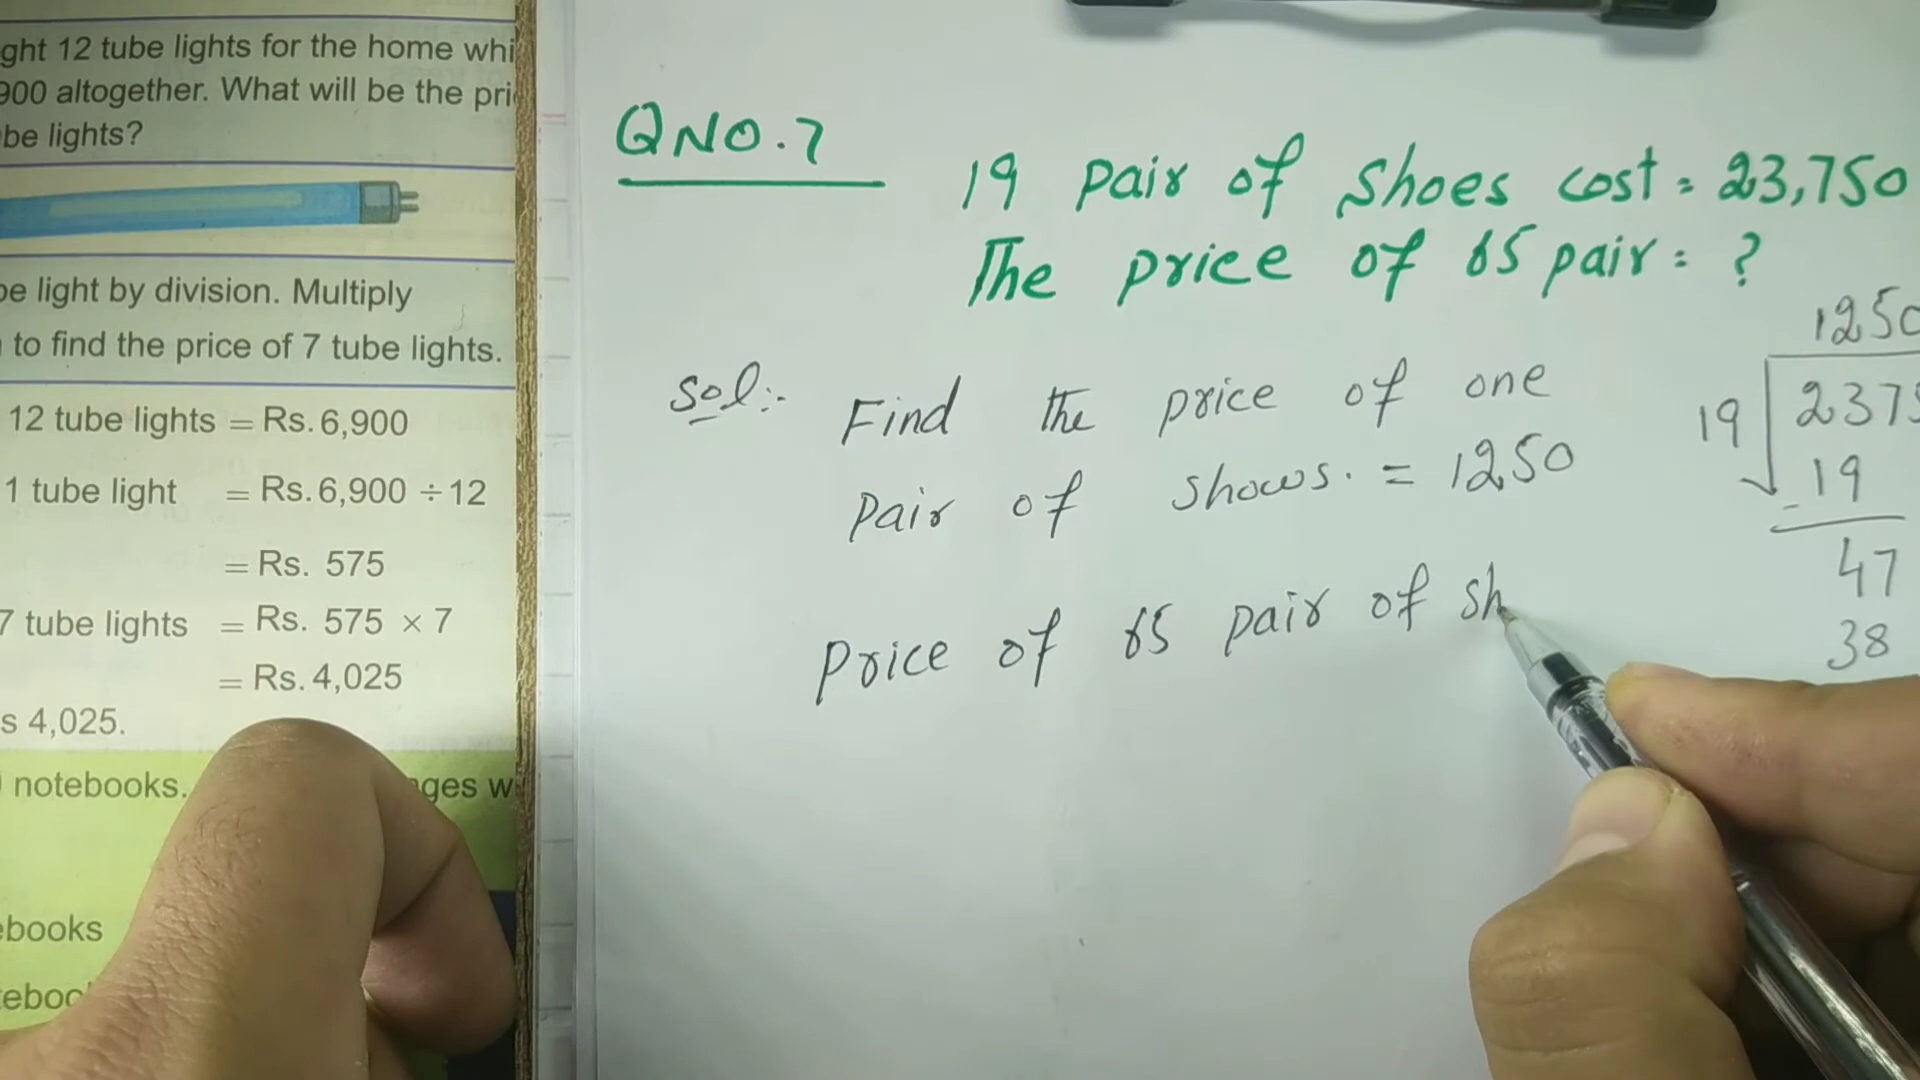 ght 12 tube lights for the home whi
900 altogether. What will be the pri
be lights?
be light by division. Multiply
to find the price of 7 tube lights.
12 tube lights = Rs. 6,900
1 tube light = Rs. 6,900 ÷ 12
= Rs. 575
7 tube lights = Rs. 575 × 7
= Rs. 4,025
s 4,025.
notebooks. ges w
ebooks
teboo
QNO.7
19 pair of shoes cost = 23,750
The price of 65 pair = ?
Sol:- Find the price of one
pair of shows. = 1250
Price of 65 pair of sh
1250
19 2375
- 19
47
38